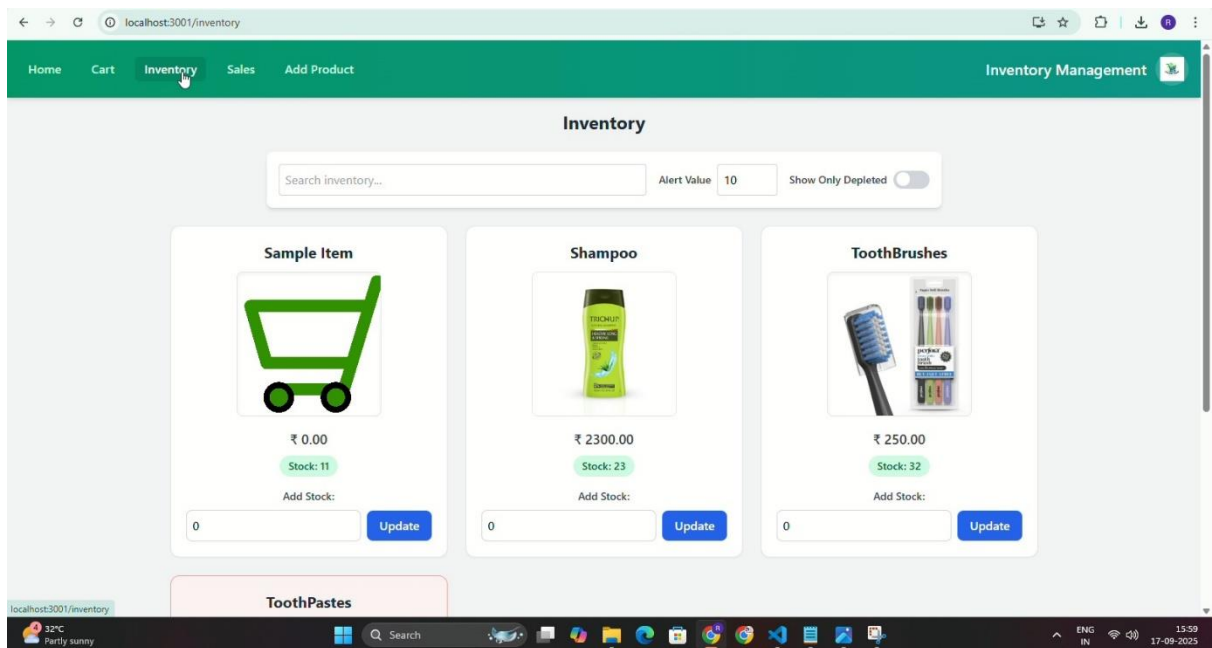 localhost:3001/inventory
R
Home Cart Inventory Sales Add Product Inventory Management
Inventory
Search inventory... Alert Value 10 Show Only Depleted
Sample Item Shampoo ToothBrushes
TRICHUP
perfora
₹ 0.00 ₹ 2300.00 ₹ 250.00
Stock: 11 Stock: 23 Stock: 32
Add Stock: Add Stock: Add Stock:
0 Update 0 Update 0 Update
ToothPastes
localhost:3001/inventory
4 32°C Search ENG 15:59
Partly sunny IN 17-09-2025